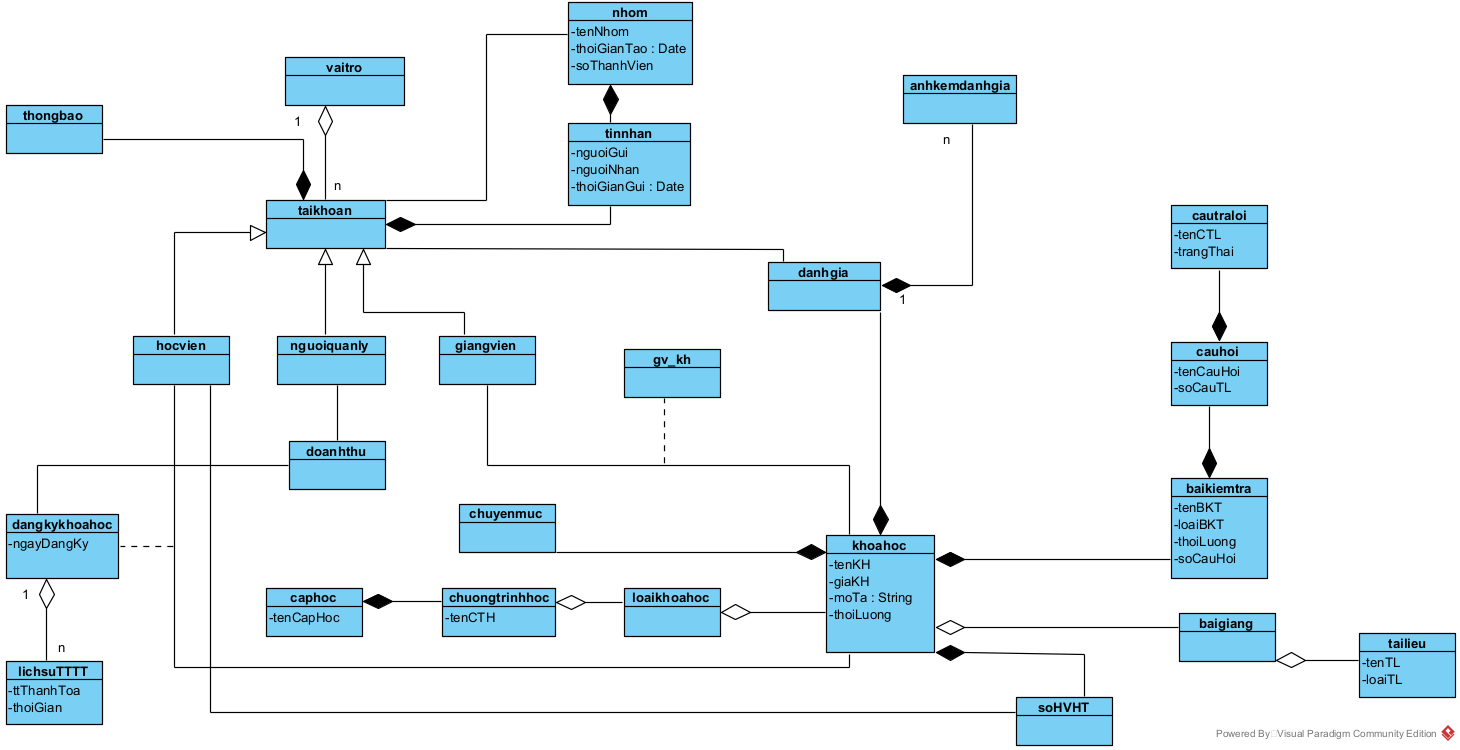 nhom
-tenNhom
-thoiGianTao : Date
-soThanhVien
vaitro
anhkemdanhgia
thongbao
1
n
tinnhan
-nguoiGui
-nguoiNhan
-thoiGianGui : Date
n
taikhoan
cautraloi
-tenCTL
-trangThai
danhgia
1
hocvien
nguoiquanly
giangvien
gv_kh
cauhoi
-tenCauHoi
-soCauTL
doanhthu
baikiemtra
-tenBKT
-loaiBKT
-thoiLuong
-soCauHoi
dangkykhoahoc
-ngayDangKy
chuyenmuc
khoahoc
-tenKH
-giaKH
-moTa : String
-thoiLuong
1
n
caphoc
-tenCapHoc
chuongtrinhhoc
-tenCTH
loaikhoahoc
baigiang
tailieu
-tenTL
-loaiTL
lichsuTTTT
-ttThanhToa
-thoiGian
soHVHT
Powered By Visual Paradigm Community Edition